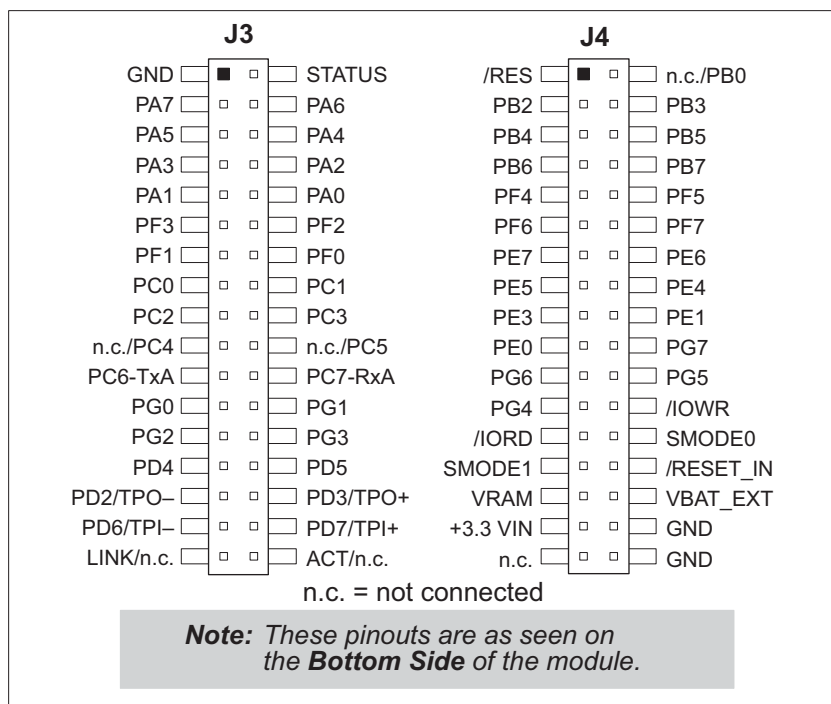 J3
GND STATUS
PA7 PA6
PA5 PA4
PA3 PA2
PA1 PA0
PF3 PF2
PF1 PF0
PC0 PC1
PC2 PC3
n.c./PC4 n.c./PC5
PC6-TxA PC7-RxA
PG0 PG1
PG2 PG3
PD4 PD5
PD2/TPO– PD3/TPO+
PD6/TPI– PD7/TPI+
LINK/n.c. ACT/n.c.
J4
/RES n.c./PB0
PB2 PB3
PB4 PB5
PB6 PB7
PF4 PF5
PF6 PF7
PE7 PE6
PE5 PE4
PE3 PE1
PE0 PG7
PG6 PG5
PG4 /IOWR
/IORD SMODE0
SMODE1 /RESET_IN
VRAM VBAT_EXT
+3.3 VIN GND
n.c. GND
n.c. = not connected
Note: These pinouts are as seen on
the Bottom Side of the module.